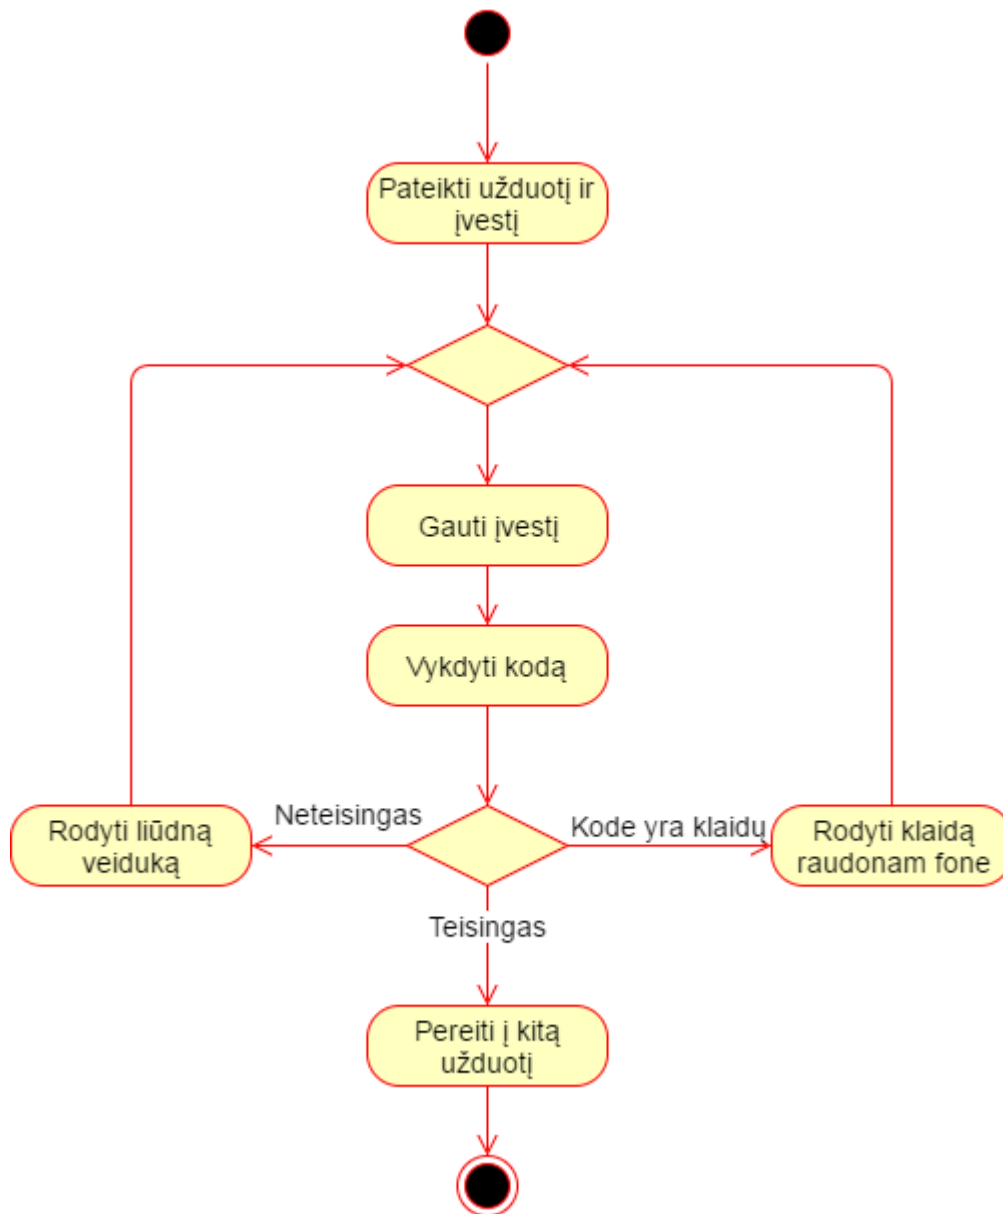 Pateikti užduotį ir
įvestį
Gauti įvestį
Vykdyti kodą
Neteisingas
Kode yra klaidų
Rodyti liūdną
veiduką
Rodyti klaidą
raudonam fone
Teisingas
Pereiti į kitą
užduotį